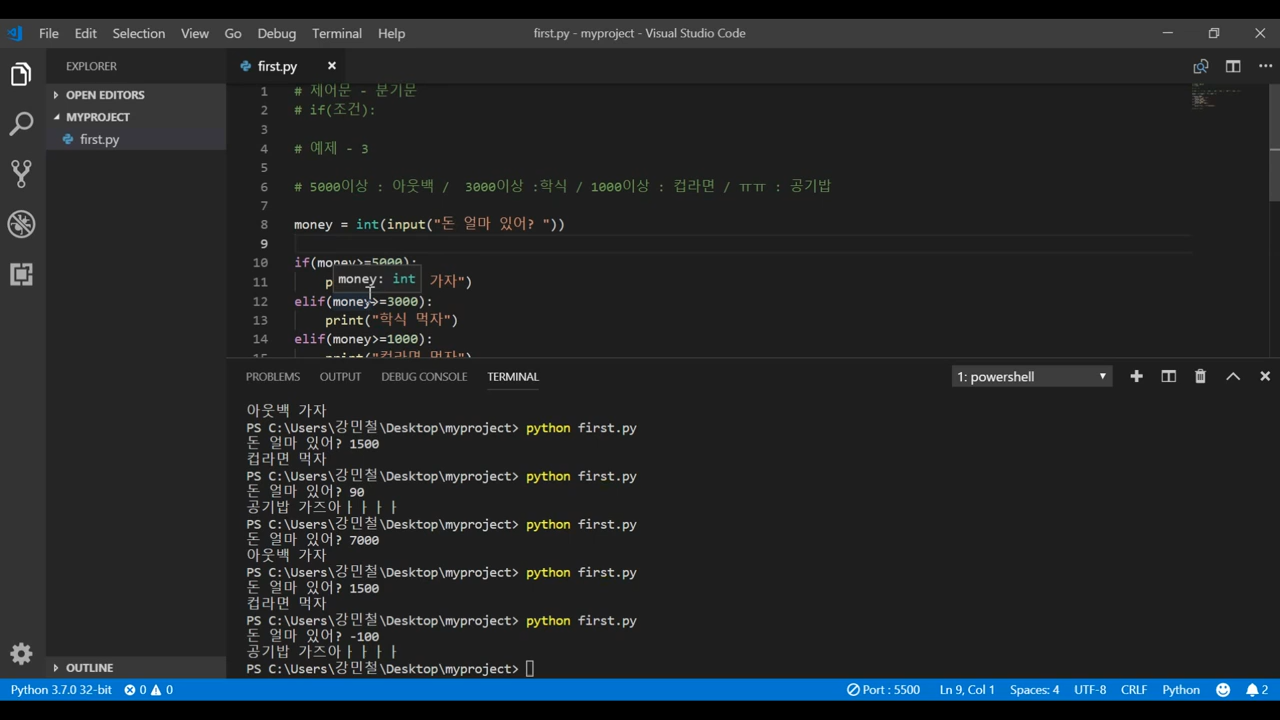 File Edit Selection View Go Debug Terminal Help
first.py - myproject - Visual Studio Code
EXPLORER
OPEN EDITORS
MYPROJECT
first.py
OUTLINE
first.py ×
1 # 제어문 - 분기문
2 # if(조건):
3
4 # 예제 - 3
5
6 # 5000이상 : 아웃백 / 3000이상 :학식 / 1000이상 : 컵라면 / ㅠㅠ : 공기밥
7
8 money = int(input("돈 얼마 있어? "))
9
10 if(money>=5000):
money: int
11 p 가자")
12 elif(money>=3000):
13 print("학식 먹자")
14 elif(money>=1000):
15 print("컵라면 먹자")
PROBLEMS OUTPUT DEBUG CONSOLE TERMINAL 1: powershell
아웃백 가자
PS C:\Users\강민철\Desktop\myproject> python first.py
돈 얼마 있어? 1500
컵라면 먹자
PS C:\Users\강민철\Desktop\myproject> python first.py
돈 얼마 있어? 90
공기밥 가즈아ㅏㅏㅏㅏ
PS C:\Users\강민철\Desktop\myproject> python first.py
돈 얼마 있어? 7000
아웃백 가자
PS C:\Users\강민철\Desktop\myproject> python first.py
돈 얼마 있어? 1500
컵라면 먹자
PS C:\Users\강민철\Desktop\myproject> python first.py
돈 얼마 있어? -100
공기밥 가즈아ㅏㅏㅏㅏ
PS C:\Users\강민철\Desktop\myproject>
Python 3.7.0 32-bit 0 0 Port : 5500 Ln 9, Col 1 Spaces: 4 UTF-8 CRLF Python 2